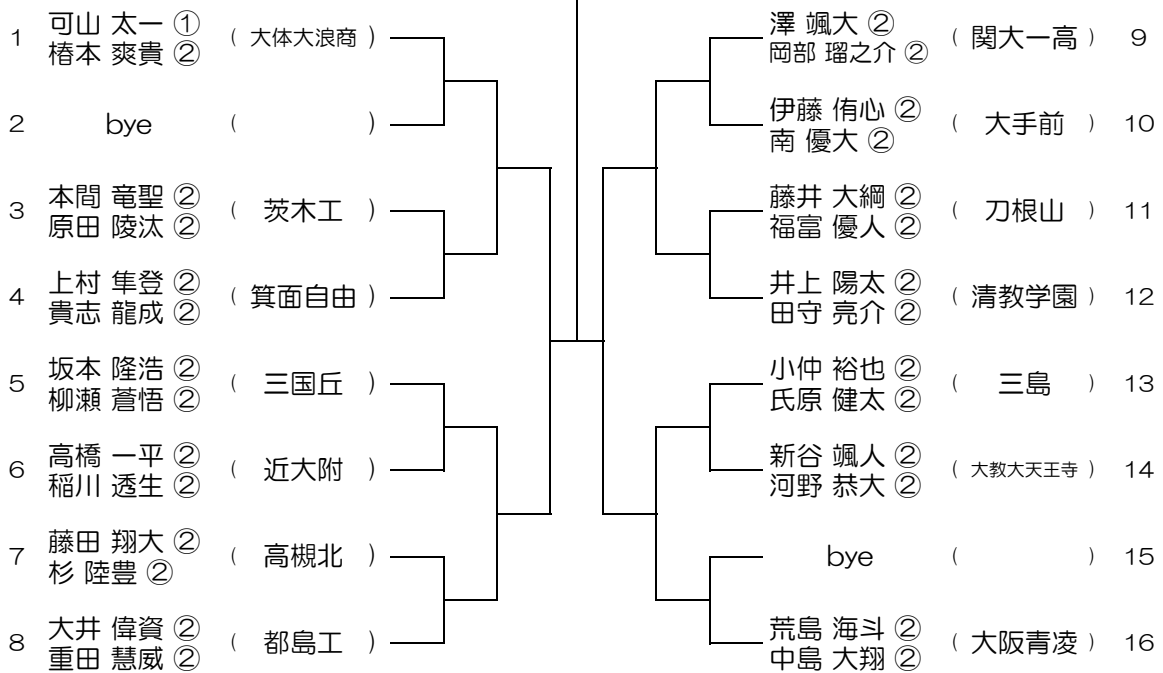 1 可山 太一 ① ( 大体大浪商 )
椿本 爽貴 ②
2 bye ( )
3 本間 竜聖 ② ( 茨木工 )
原田 陵汰 ②
4 上村 隼登 ② ( 箕面自由 )
貴志 龍成 ②
5 坂本 隆浩 ② ( 三国丘 )
柳瀬 蒼悟 ②
6 高橋 一平 ② ( 近大附 )
稲川 透生 ②
7 藤田 翔大 ② ( 高槻北 )
杉 陸豊 ②
8 大井 偉資 ② ( 都島工 )
重田 慧威 ②
澤 颯大 ② ( 関大一高 ) 9
岡部 瑠之介 ②
伊藤 侑心 ② ( 大手前 ) 10
南 優大 ②
藤井 大綱 ② ( 刀根山 ) 11
福富 優人 ②
井上 陽太 ② ( 清教学園 ) 12
田守 亮介 ②
小仲 裕也 ② ( 三島 ) 13
氏原 健太 ②
新谷 颯人 ② ( 大教大天王寺 ) 14
河野 恭大 ②
bye ( ) 15
荒島 海斗 ② ( 大阪青凌 ) 16
中島 大翔 ②